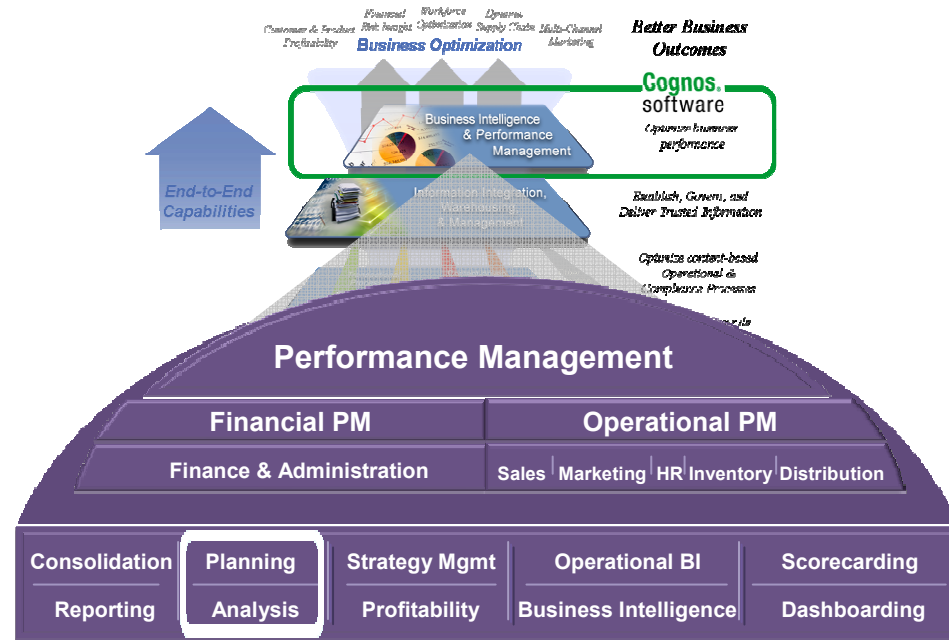 Financial
Risk Insight
Workforce
Optimization
Dynamic
Supply Chain
Customer & Product
Profitability
Multi-Channel
Marketing
Business Optimization
Better Business
Outcomes
Cognos.
software
Optimize business
performance
Business Intelligence
& Performance
Management
End-to-End
Capabilities
Information Integration,
Warehousing
& Management
Establish, Govern, and
Deliver Trusted Information
Optimize content-based
Operational &
Compliance Processes
Performance Management
Financial PM
Operational PM
Finance & Administration
Sales
Marketing
HR
Inventory
Distribution
Consolidation
Planning
Strategy Mgmt
Operational BI
Scorecarding
Reporting
Analysis
Profitability
Business Intelligence
Dashboarding